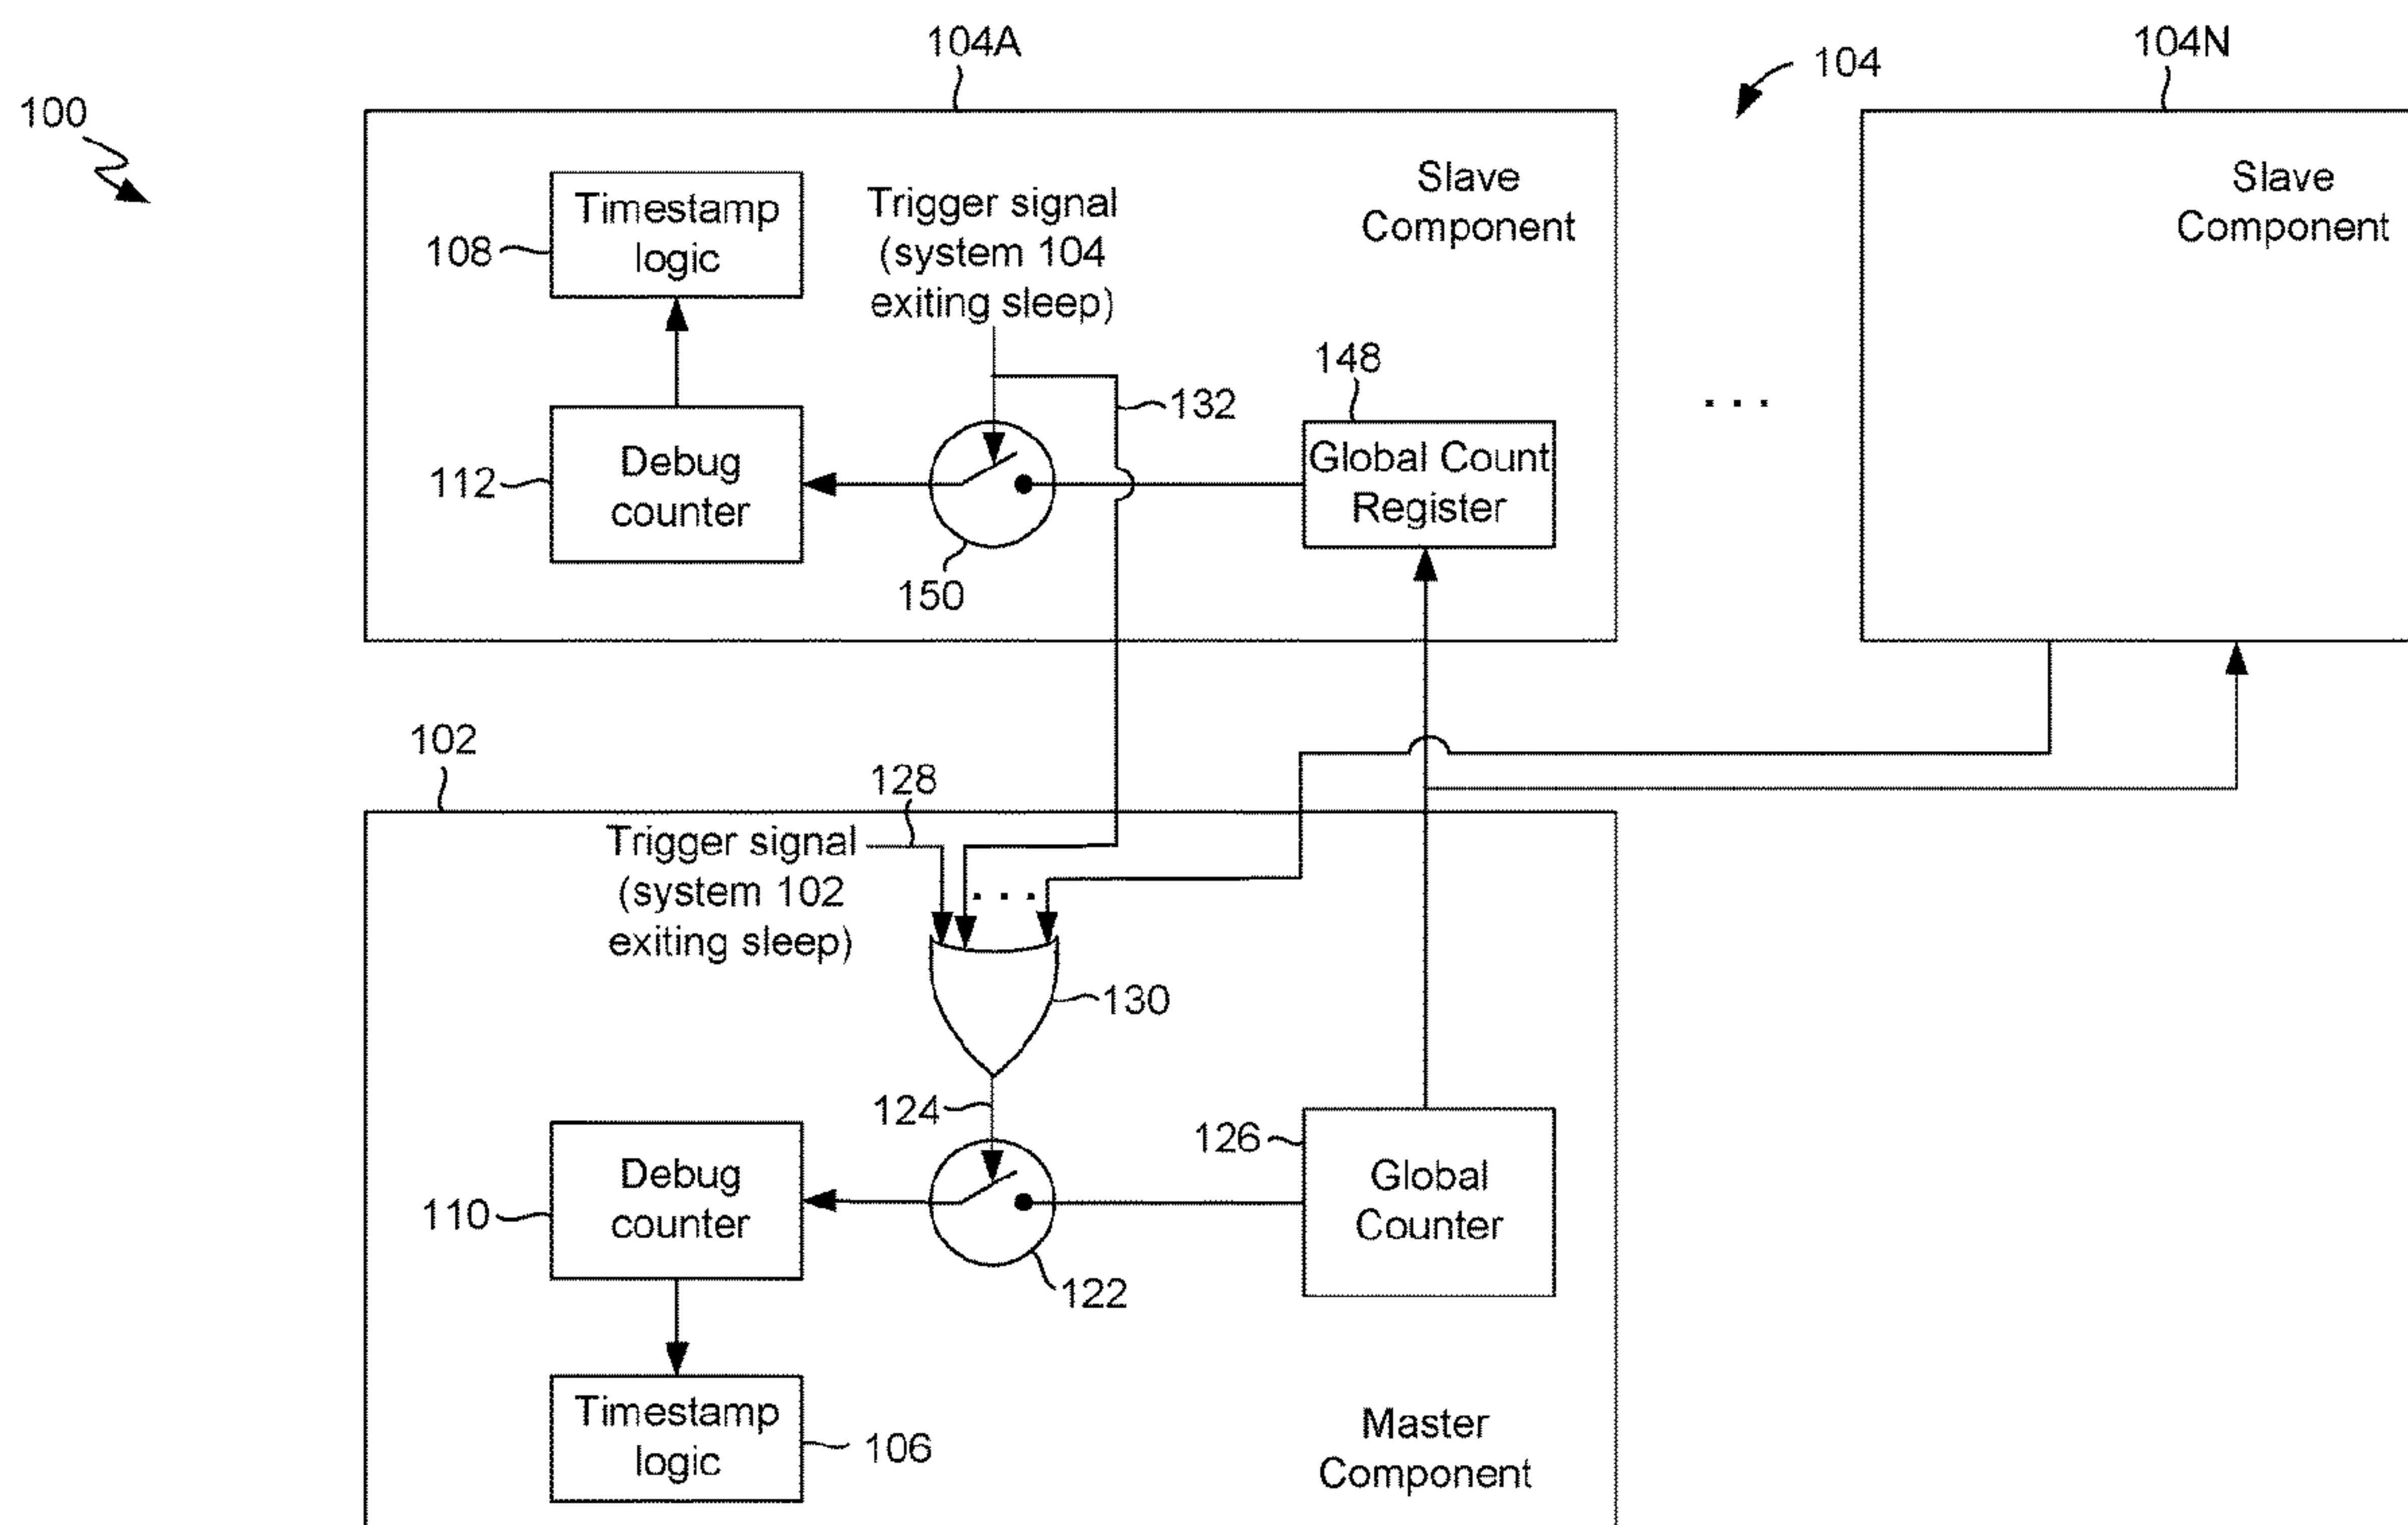 104A
104
104N
100
Slave
Component
Slave
Component
Timestamp
logic
108
Trigger signal
(system 104
exiting sleep)
148
132
. . .
Debug
counter
112
Global Count
Register
150
102
128
Trigger signal
(system 102
exiting sleep)
. . .
130
124
126
Debug
counter
110
Global
Counter
122
Timestamp
logic
106
Master
Component